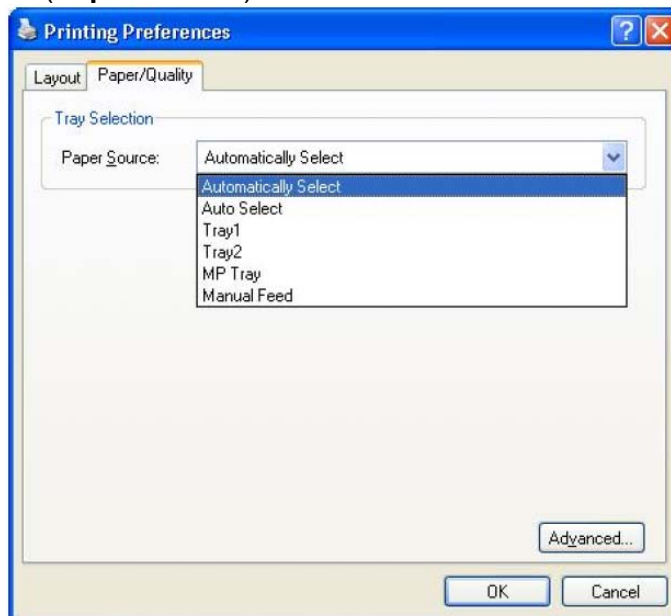 Printing Preferences
Layout Paper/Quality
Tray Selection
Paper Source: Automatically Select
Automatically Select
Auto Select
Tray1
Tray2
MP Tray
Manual Feed
Advanced...
OK Cancel